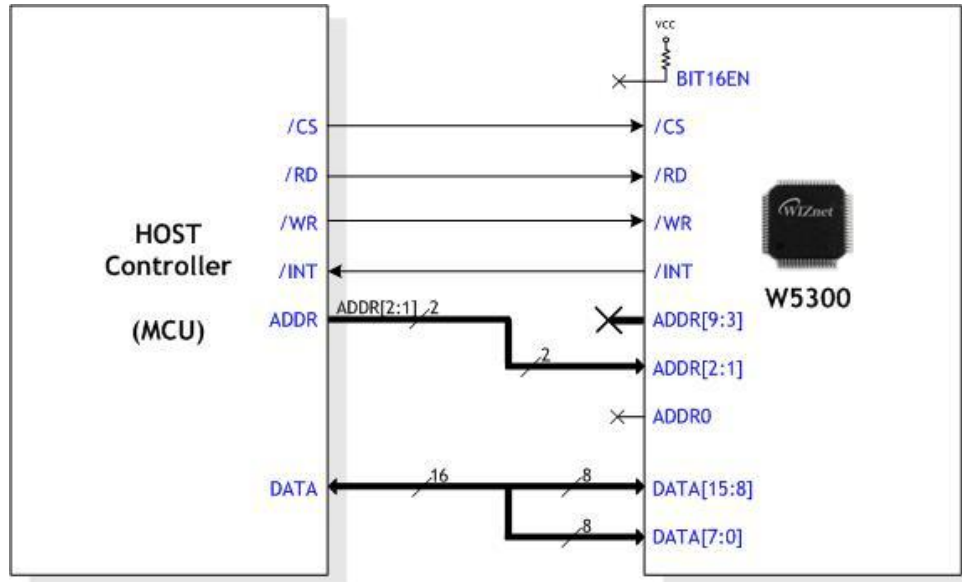 vcc
BIT16EN
/CS
/CS
/RD
/RD
/WR
/WR
HOST
Controller
(MCU)
/INT
/INT
WIZnet
W5300
ADDR
ADDR[2:1]
2
ADDR[9:3]
2
ADDR[2:1]
ADDR0
DATA
16
8
DATA[15:8]
8
DATA[7:0]